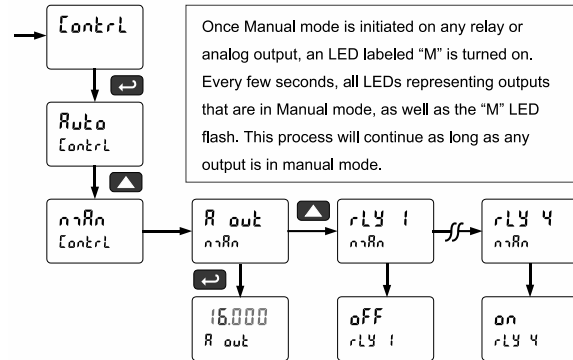 Contrl
Once Manual mode is initiated on any relay or
analog output, an LED labeled “M” is turned on.
Every few seconds, all LEDs representing outputs
that are in Manual mode, as well as the “M” LED
flash. This process will continue as long as any
output is in manual mode.
Auto
Contrl
mAn
Contrl
A out
mAn
rLY 1
mAn
rLY 4
mAn
16.000
A out
oFF
rLY 1
on
rLY 4